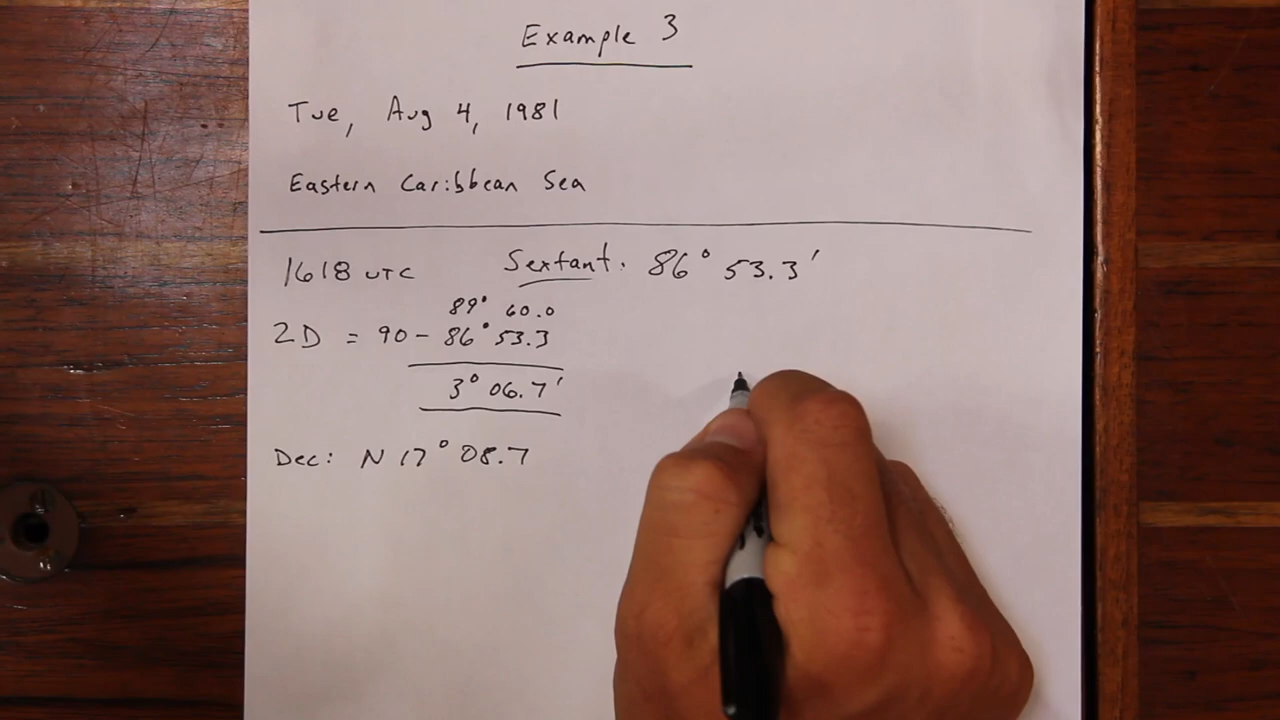 Example 3
Tue, Aug 4, 1981
Eastern Caribbean Sea
1618 UTC Sextant: 86° 53.3'
89° 60.0
ZD = 90 - 86° 53.3
3° 06.7'
Dec: N 17° 08.7